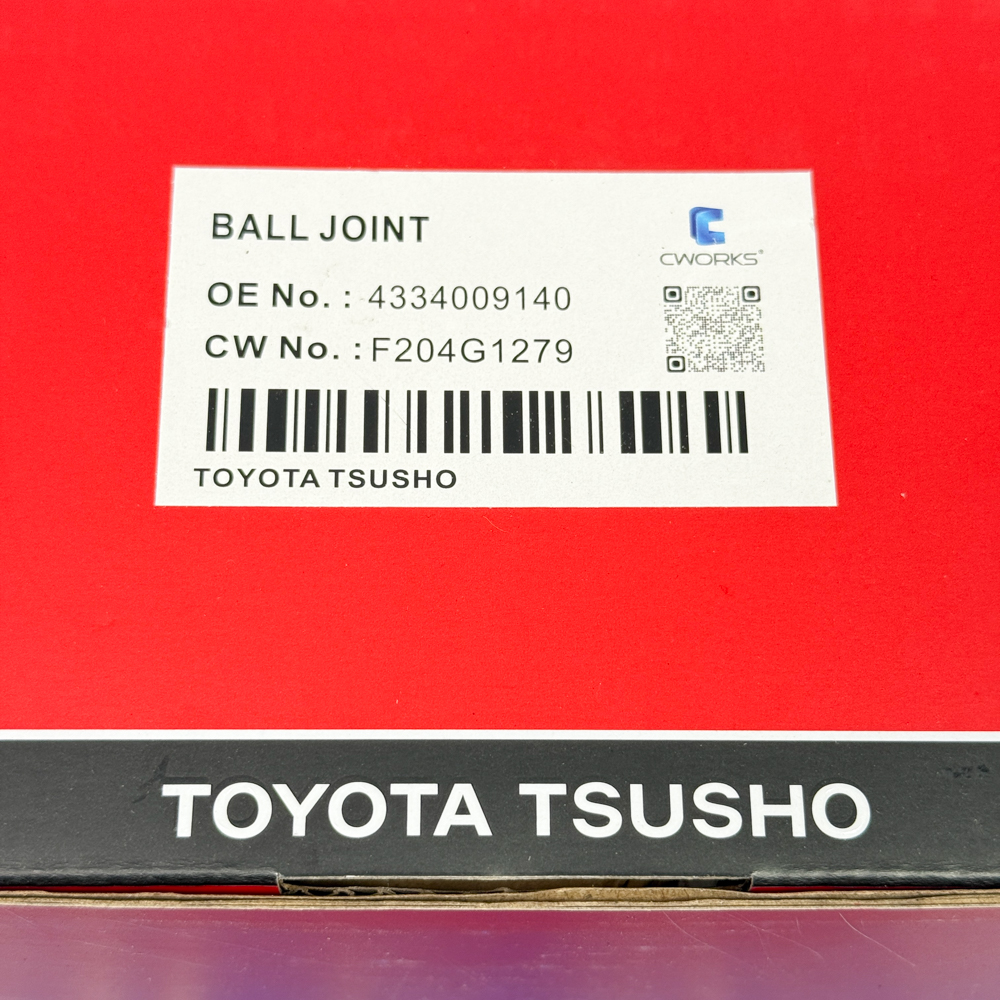 BALL JOINT
CWORKS®
OE No. : 4334009140
CW No. : F204G1279
TOYOTA TSUSHO
TOYOTA TSUSHO